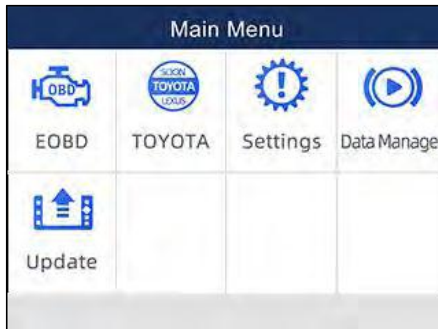 Main Menu
OBD
SCION
TOYOTA
LEXUS
EOBD TOYOTA Settings Data Manage
Update